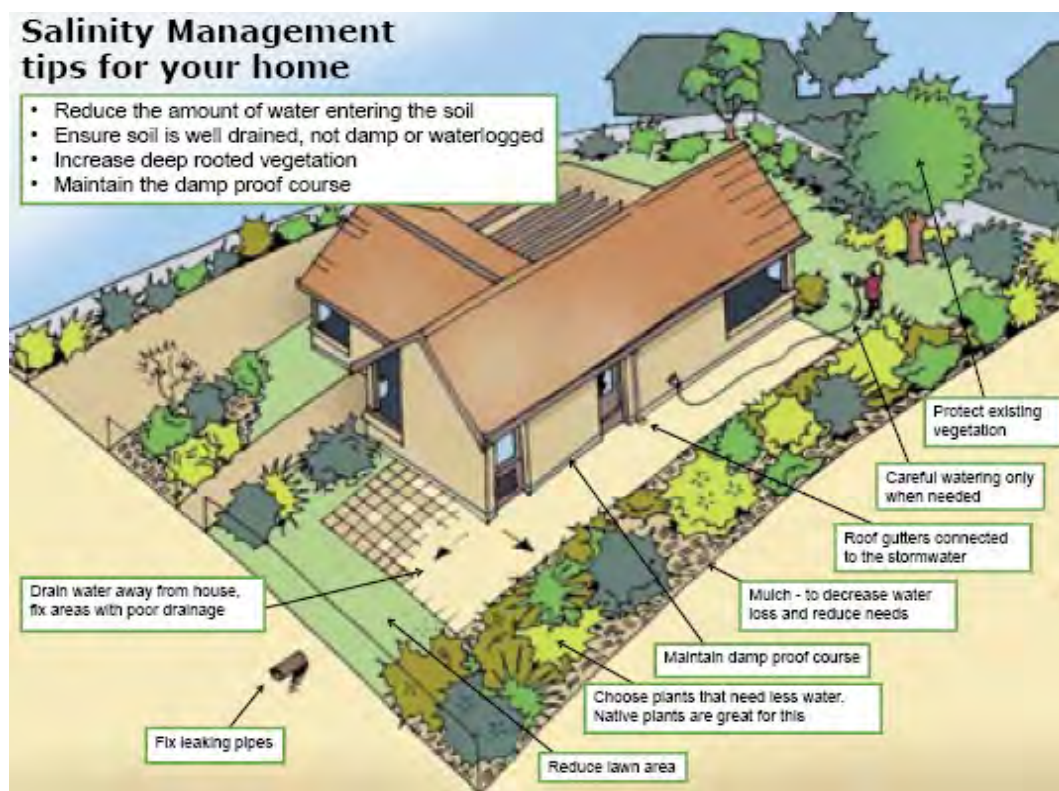 Salinity Management
tips for your home
• Reduce the amount of water entering the soil
• Ensure soil is well drained, not damp or waterlogged
• Increase deep rooted vegetation
• Maintain the damp proof course
Protect existing
vegetation
Careful watering only
when needed
Roof gutters connected
to the stormwater
Drain water away from house,
fix areas with poor drainage
Mulch - to decrease water
loss and reduce needs
Maintain damp proof course
Choose plants that need less water.
Native plants are great for this
Fix leaking pipes
Reduce lawn area